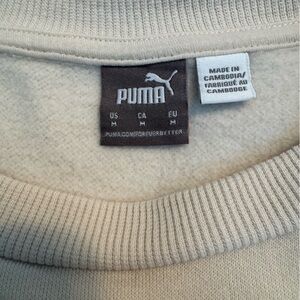 PUMA
US CA EU
M M M
PUMA.COM/FOREVERBETTER
MADE IN
CAMBODIA/
FABRIQUÉ AU
CAMBODGE